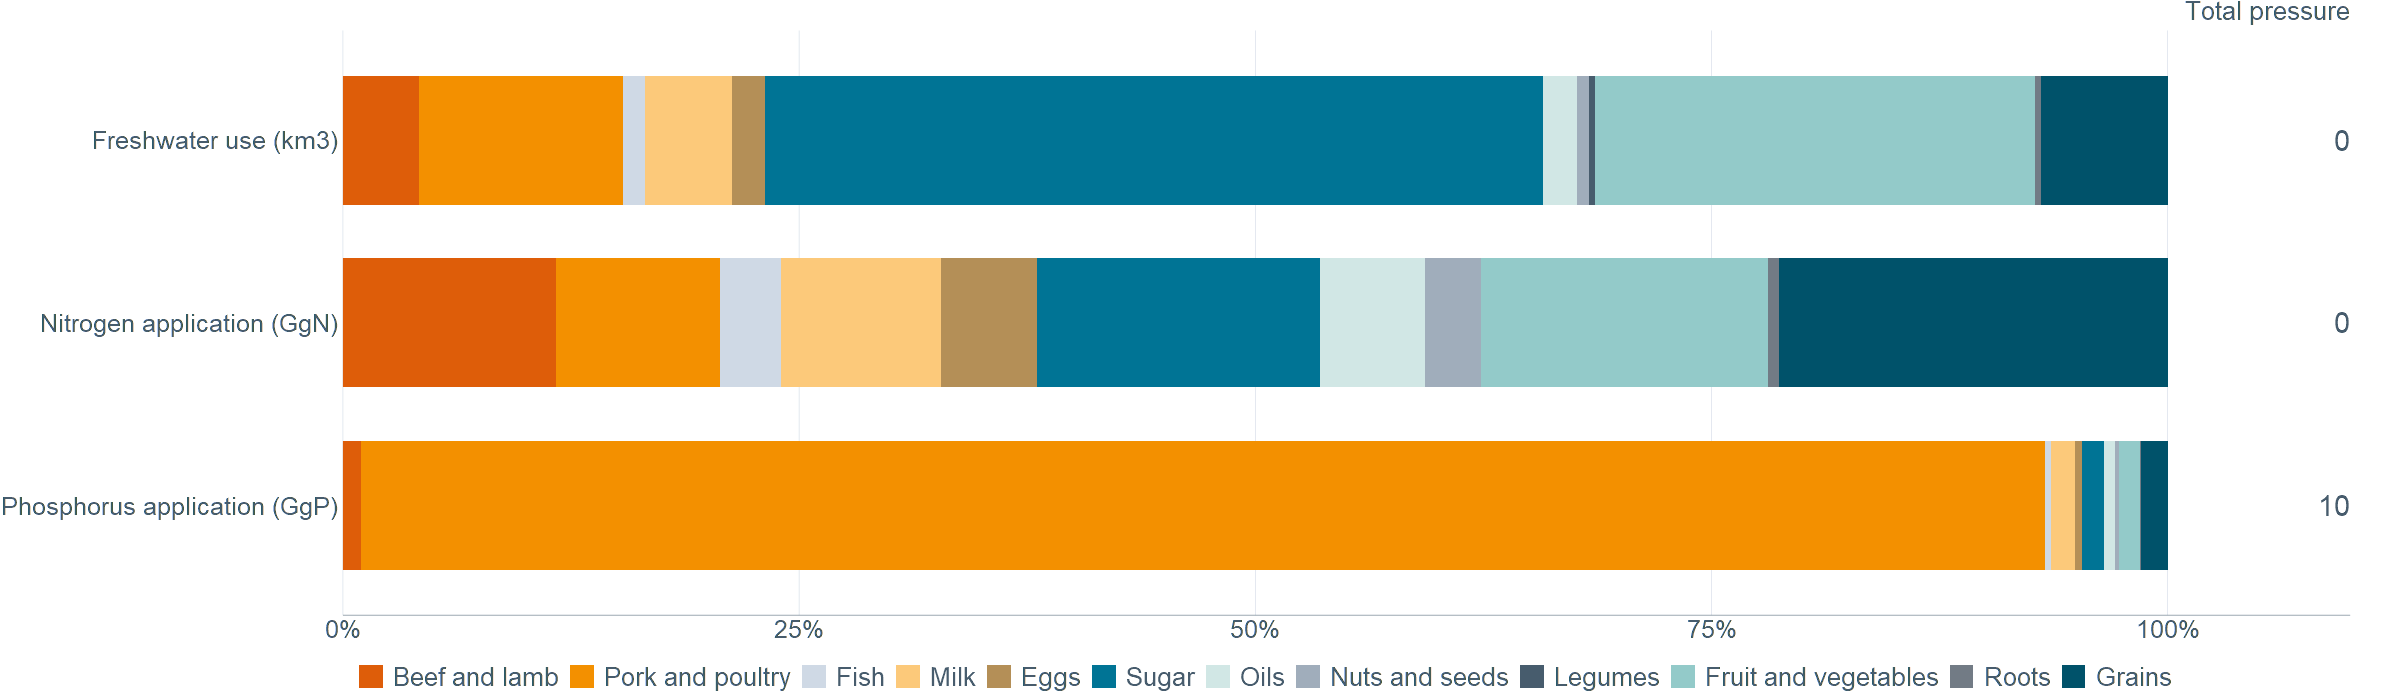 Total pressure
Freshwater use (km3) 0
Nitrogen application (GgN) 0
Phosphorus application (GgP) 10
0% 25% 50% 75% 100%
Beef and lamb Pork and poultry Fish Milk Eggs Sugar Oils Nuts and seeds Legumes Fruit and vegetables Roots Grains